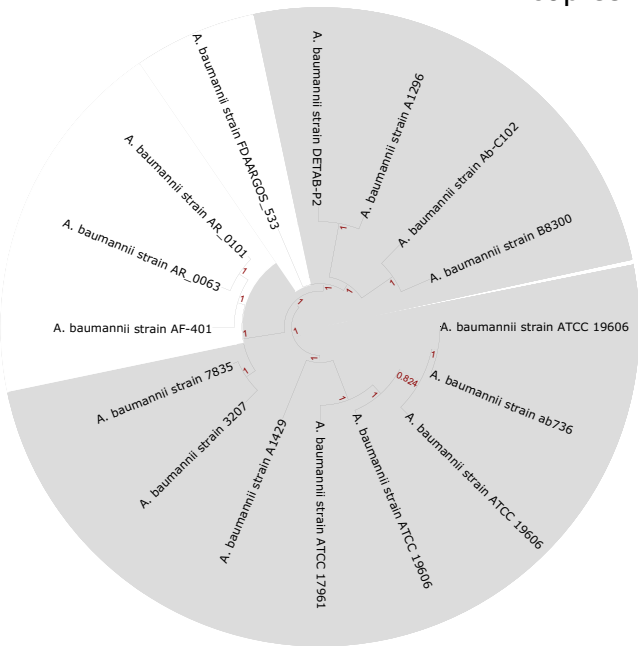 A. baumannii strain DETAB-P2
A. baumannii strain A1296
A. baumannii strain Ab-C102
A. baumannii strain B8300
A. baumannii strain ATCC 19606
A. baumannii strain ab736
A. baumannii strain ATCC 19606
A. baumannii strain ATCC 19606
A. baumannii strain ATCC 17961
A. baumannii strain A1429
A. baumannii strain 3207
A. baumannii strain 7835
A. baumannii strain AF-401
A. baumannii strain AR_0063
A. baumannii strain AR_0101
A. baumannii strain FDAARGOS_533
1
1
1
1
1
1
1
1
1
1
1
1
0.824
1
1